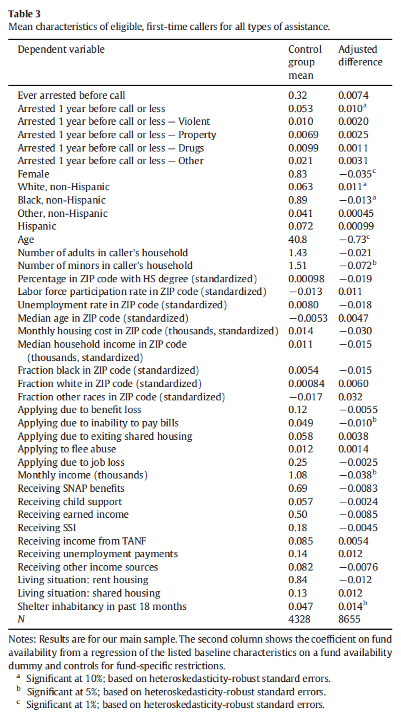 Table 3
Mean characteristics of eligible, first-time callers for all types of assistance.
Dependent variable Control group mean Adjusted difference
Ever arrested before call 0.32 0.0074
Arrested 1 year before call or less 0.053 0.010a
Arrested 1 year before call or less — Violent 0.010 0.0020
Arrested 1 year before call or less — Property 0.0069 0.0025
Arrested 1 year before call or less — Drugs 0.0099 0.0011
Arrested 1 year before call or less — Other 0.021 0.0031
Female 0.83 −0.035c
White, non-Hispanic 0.063 0.011a
Black, non-Hispanic 0.89 −0.013a
Other, non-Hispanic 0.041 0.00045
Hispanic 0.072 0.00099
Age 40.8 −0.73c
Number of adults in caller's household 1.43 −0.021
Number of minors in caller's household 1.51 −0.072b
Percentage in ZIP code with HS degree (standardized) 0.00098 −0.019
Labor force participation rate in ZIP code (standardized) −0.013 0.011
Unemployment rate in ZIP code (standardized) 0.0080 −0.018
Median age in ZIP code (standardized) −0.0053 0.0047
Monthly housing cost in ZIP code (thousands, standardized) 0.014 −0.030
Median household income in ZIP code 0.011 −0.015
(thousands, standardized)
Fraction black in ZIP code (standardized) 0.0054 −0.015
Fraction white in ZIP code (standardized) 0.00084 0.0060
Fraction other races in ZIP code (standardized) −0.017 0.032
Applying due to benefit loss 0.12 −0.0055
Applying due to inability to pay bills 0.049 −0.010b
Applying due to exiting shared housing 0.058 0.0038
Applying to flee abuse 0.012 0.0014
Applying due to job loss 0.25 −0.0025
Monthly income (thousands) 1.08 −0.038b
Receiving SNAP benefits 0.69 −0.0083
Receiving child support 0.057 −0.0024
Receiving earned income 0.50 −0.0085
Receiving SSI 0.18 −0.0045
Receiving income from TANF 0.085 0.0054
Receiving unemployment payments 0.14 0.012
Receiving other income sources 0.082 −0.0076
Living situation: rent housing 0.84 −0.012
Living situation: shared housing 0.13 0.012
Shelter inhabitancy in past 18 months 0.047 0.014b
N 4328 8655
Notes: Results are for our main sample. The second column shows the coefficient on fund
availability from a regression of the listed baseline characteristics on a fund availability
dummy and controls for fund-specific restrictions.
a Significant at 10%; based on heteroskedasticity-robust standard errors.
b Significant at 5%; based on heteroskedasticity-robust standard errors.
c Significant at 1%; based on heteroskedasticity-robust standard errors.